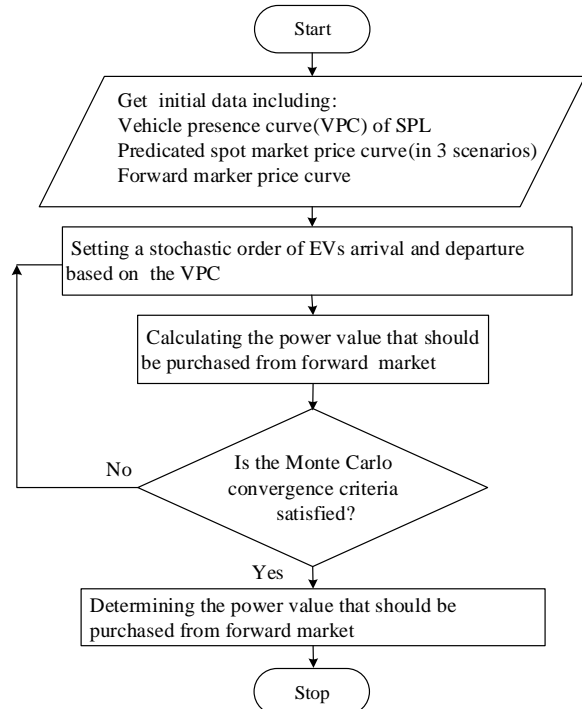 Start
Get initial data including:
Vehicle presence curve(VPC) of SPL
Predicated spot market price curve(in 3 scenarios)
Forward marker price curve
Setting a stochastic order of EVs arrival and departure
based on the VPC
Calculating the power value that should
be purchased from forward market
No
Is the Monte Carlo
convergence criteria
satisfied?
Yes
Determining the power value that should be
purchased from forward market
Stop